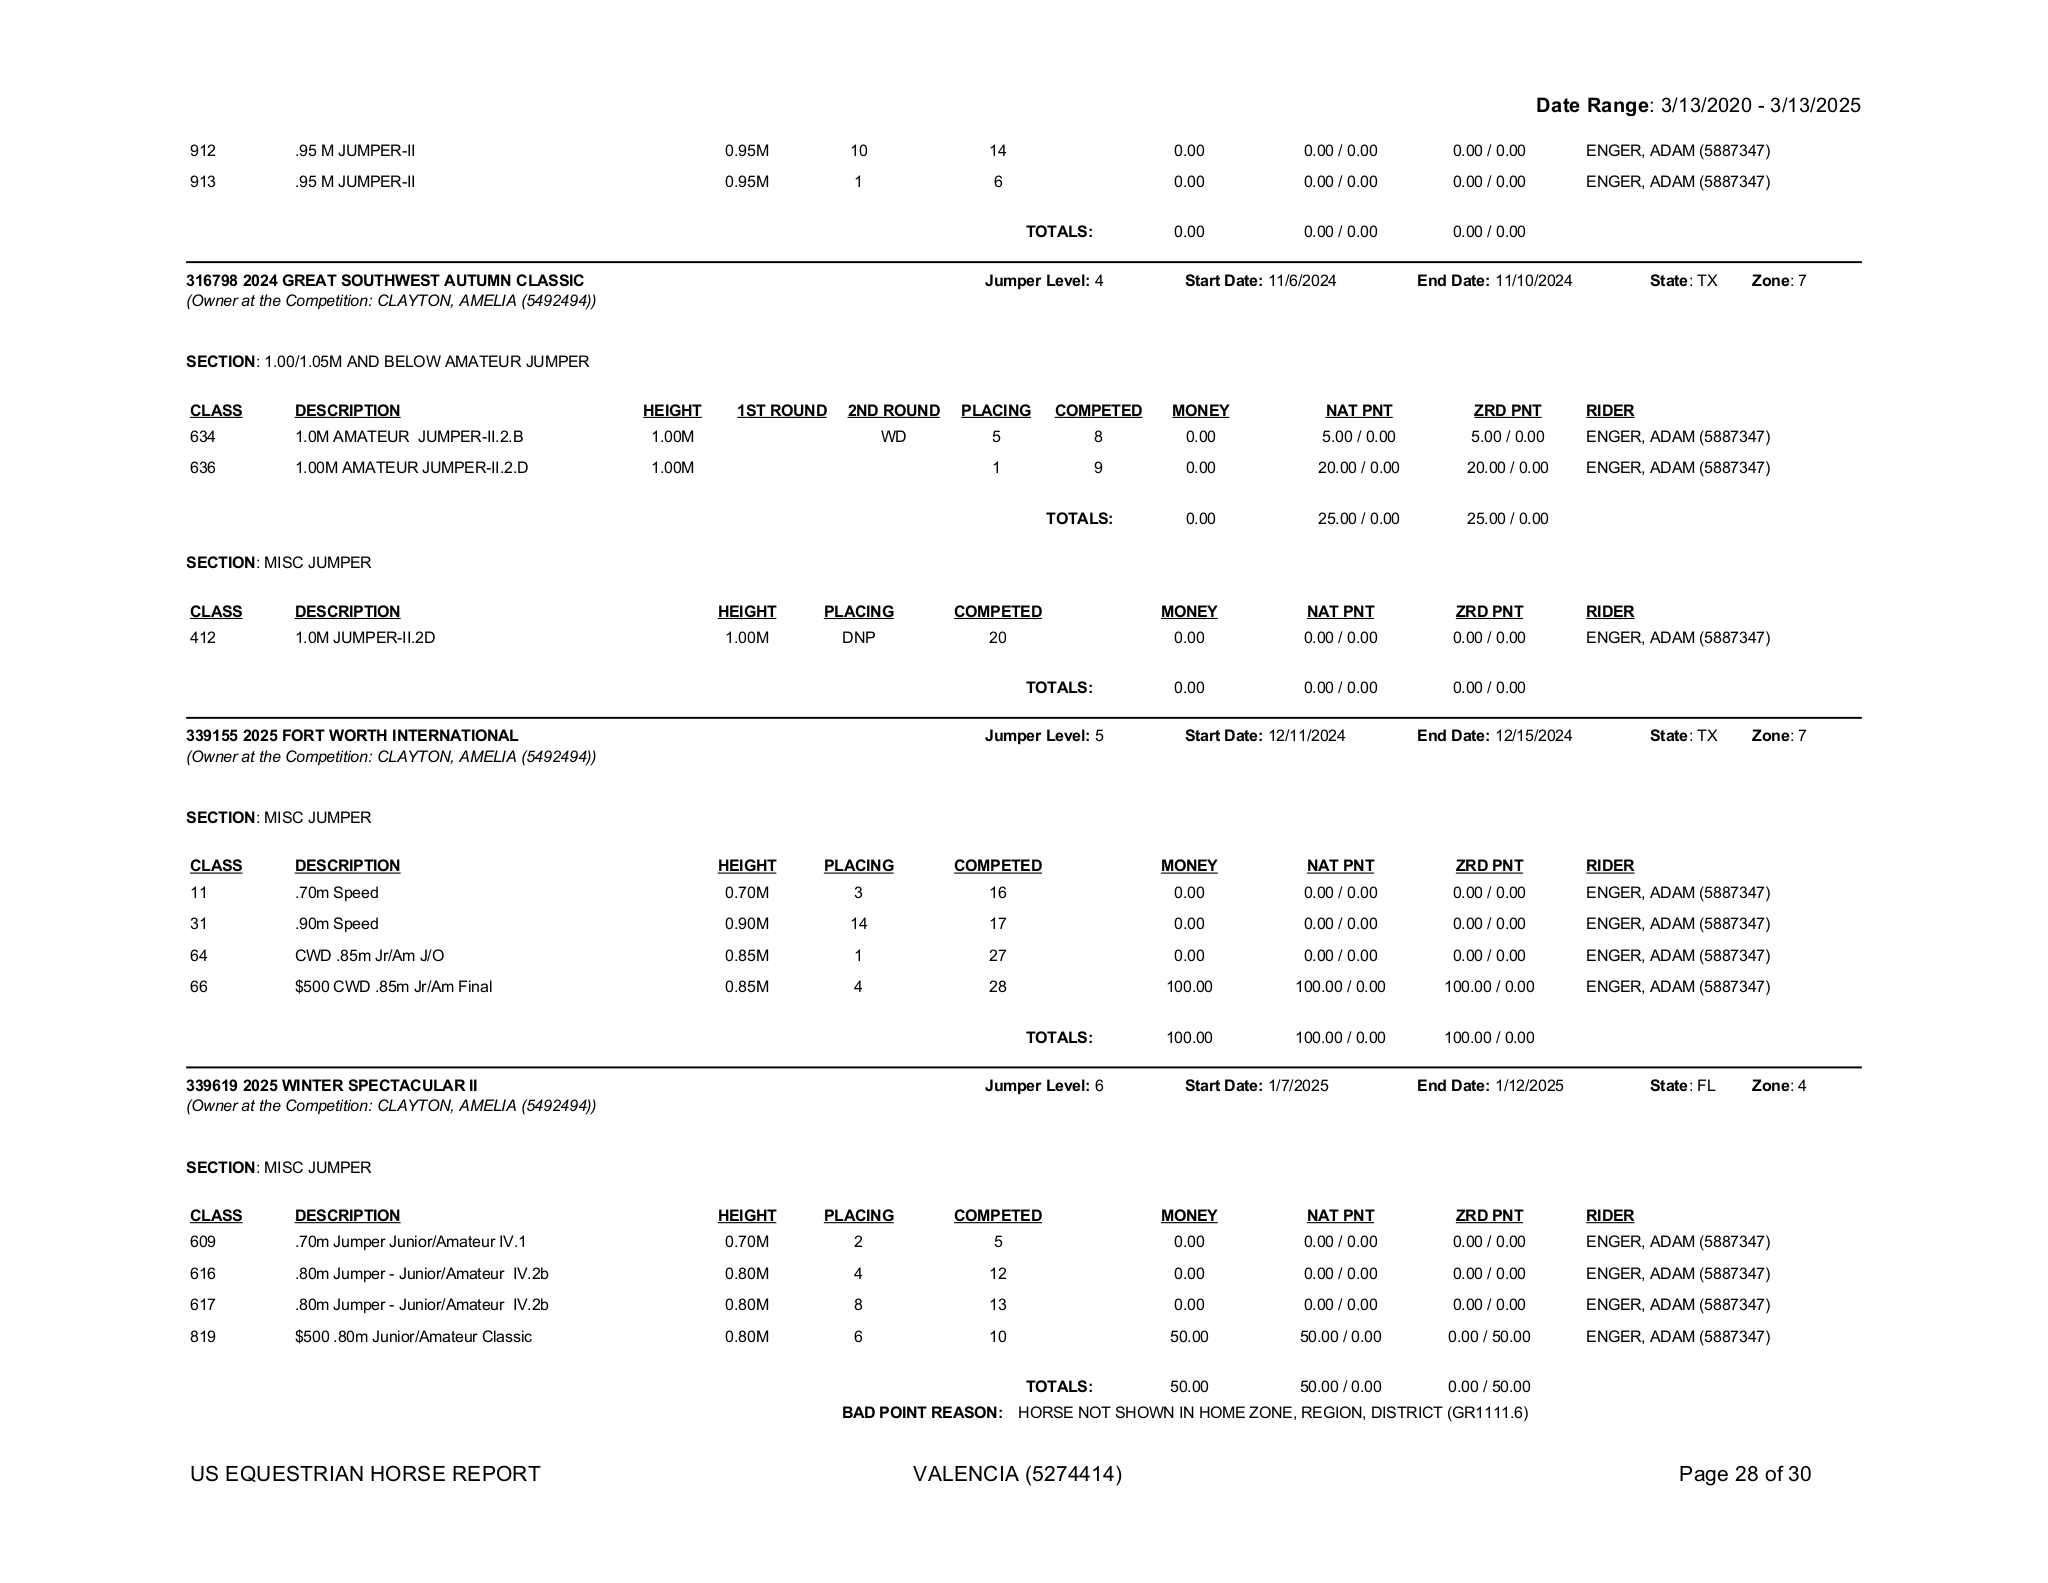 Date Range: 3/13/2020 - 3/13/2025
912 .95 M JUMPER-II 0.95M 10 14 0.00 0.00 / 0.00 0.00 / 0.00 ENGER, ADAM (5887347)
913 .95 M JUMPER-II 0.95M 1 6 0.00 0.00 / 0.00 0.00 / 0.00 ENGER, ADAM (5887347)
TOTALS: 0.00 0.00 / 0.00 0.00 / 0.00
316798 2024 GREAT SOUTHWEST AUTUMN CLASSIC Jumper Level: 4 Start Date: 11/6/2024 End Date: 11/10/2024 State: TX Zone: 7
(Owner at the Competition: CLAYTON, AMELIA (5492494))
SECTION: 1.00/1.05M AND BELOW AMATEUR JUMPER
CLASS DESCRIPTION HEIGHT 1ST ROUND 2ND ROUND PLACING COMPETED MONEY NAT PNT ZRD PNT RIDER
634 1.0M AMATEUR JUMPER-II.2.B 1.00M WD 5 8 0.00 5.00 / 0.00 5.00 / 0.00 ENGER, ADAM (5887347)
636 1.00M AMATEUR JUMPER-II.2.D 1.00M 1 9 0.00 20.00 / 0.00 20.00 / 0.00 ENGER, ADAM (5887347)
TOTALS: 0.00 25.00 / 0.00 25.00 / 0.00
SECTION: MISC JUMPER
CLASS DESCRIPTION HEIGHT PLACING COMPETED MONEY NAT PNT ZRD PNT RIDER
412 1.0M JUMPER-II.2D 1.00M DNP 20 0.00 0.00 / 0.00 0.00 / 0.00 ENGER, ADAM (5887347)
TOTALS: 0.00 0.00 / 0.00 0.00 / 0.00
339155 2025 FORT WORTH INTERNATIONAL Jumper Level: 5 Start Date: 12/11/2024 End Date: 12/15/2024 State: TX Zone: 7
(Owner at the Competition: CLAYTON, AMELIA (5492494))
SECTION: MISC JUMPER
CLASS DESCRIPTION HEIGHT PLACING COMPETED MONEY NAT PNT ZRD PNT RIDER
11 .70m Speed 0.70M 3 16 0.00 0.00 / 0.00 0.00 / 0.00 ENGER, ADAM (5887347)
31 .90m Speed 0.90M 14 17 0.00 0.00 / 0.00 0.00 / 0.00 ENGER, ADAM (5887347)
64 CWD .85m Jr/Am J/O 0.85M 1 27 0.00 0.00 / 0.00 0.00 / 0.00 ENGER, ADAM (5887347)
66 $500 CWD .85m Jr/Am Final 0.85M 4 28 100.00 100.00 / 0.00 100.00 / 0.00 ENGER, ADAM (5887347)
TOTALS: 100.00 100.00 / 0.00 100.00 / 0.00
339619 2025 WINTER SPECTACULAR II Jumper Level: 6 Start Date: 1/7/2025 End Date: 1/12/2025 State: FL Zone: 4
(Owner at the Competition: CLAYTON, AMELIA (5492494))
SECTION: MISC JUMPER
CLASS DESCRIPTION HEIGHT PLACING COMPETED MONEY NAT PNT ZRD PNT RIDER
609 .70m Jumper Junior/Amateur IV.1 0.70M 2 5 0.00 0.00 / 0.00 0.00 / 0.00 ENGER, ADAM (5887347)
616 .80m Jumper - Junior/Amateur IV.2b 0.80M 4 12 0.00 0.00 / 0.00 0.00 / 0.00 ENGER, ADAM (5887347)
617 .80m Jumper - Junior/Amateur IV.2b 0.80M 8 13 0.00 0.00 / 0.00 0.00 / 0.00 ENGER, ADAM (5887347)
819 $500 .80m Junior/Amateur Classic 0.80M 6 10 50.00 50.00 / 0.00 0.00 / 50.00 ENGER, ADAM (5887347)
TOTALS: 50.00 50.00 / 0.00 0.00 / 50.00
BAD POINT REASON: HORSE NOT SHOWN IN HOME ZONE, REGION, DISTRICT (GR1111.6)
US EQUESTRIAN HORSE REPORT VALENCIA (5274414) Page 28 of 30